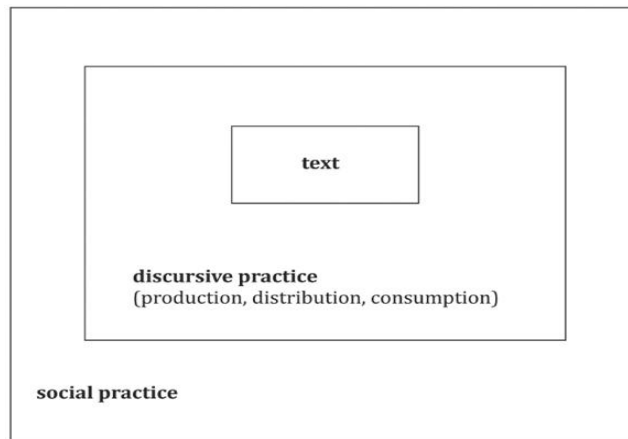 text
discursive practice
(production, distribution, consumption)
social practice